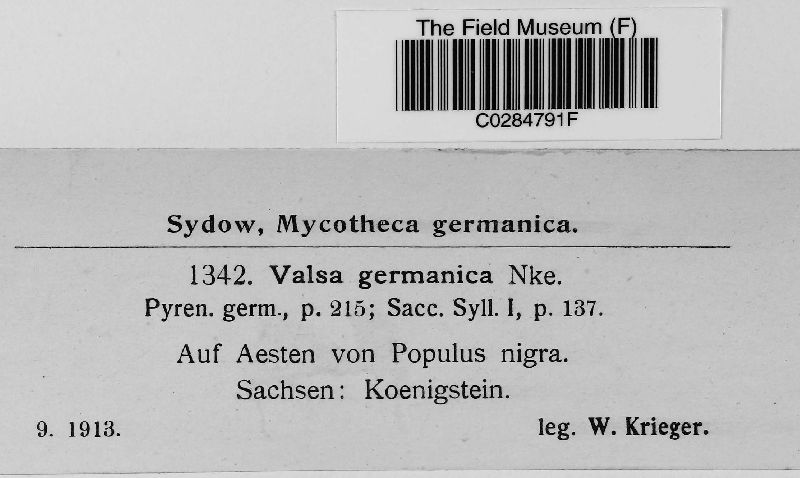 The Field Museum (F)
C0284791F
Sydow, Mycotheca germanica.
1342. Valsa germanica Nke.
Pyren. germ., p. 215; Sacc. Syll. I, p. 137.
Auf Aesten von Populus nigra.
Sachsen: Koenigstein.
9. 1913. leg. W. Krieger.